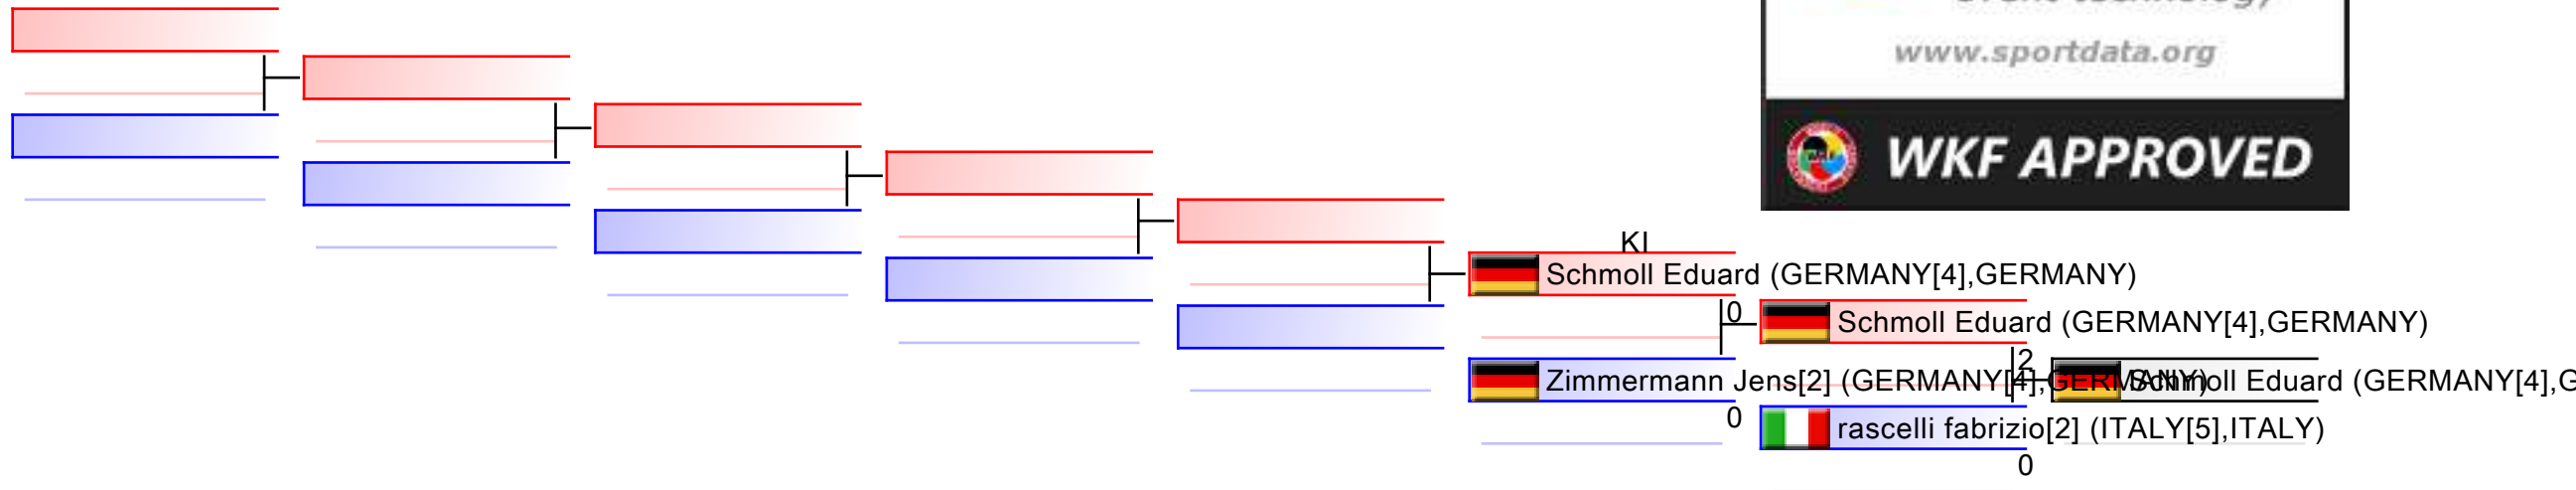 www.sportdata.org
WKF APPROVED
KI
Schmoll Eduard (GERMANY[4],GERMANY)
0
Schmoll Eduard (GERMANY[4],GERMANY)
2
Zimmermann Jens[2] (GERMANY[4],GERMANY)
Schmoll Eduard (GERMANY[4],G
0
rascelli fabrizio[2] (ITALY[5],ITALY)
0